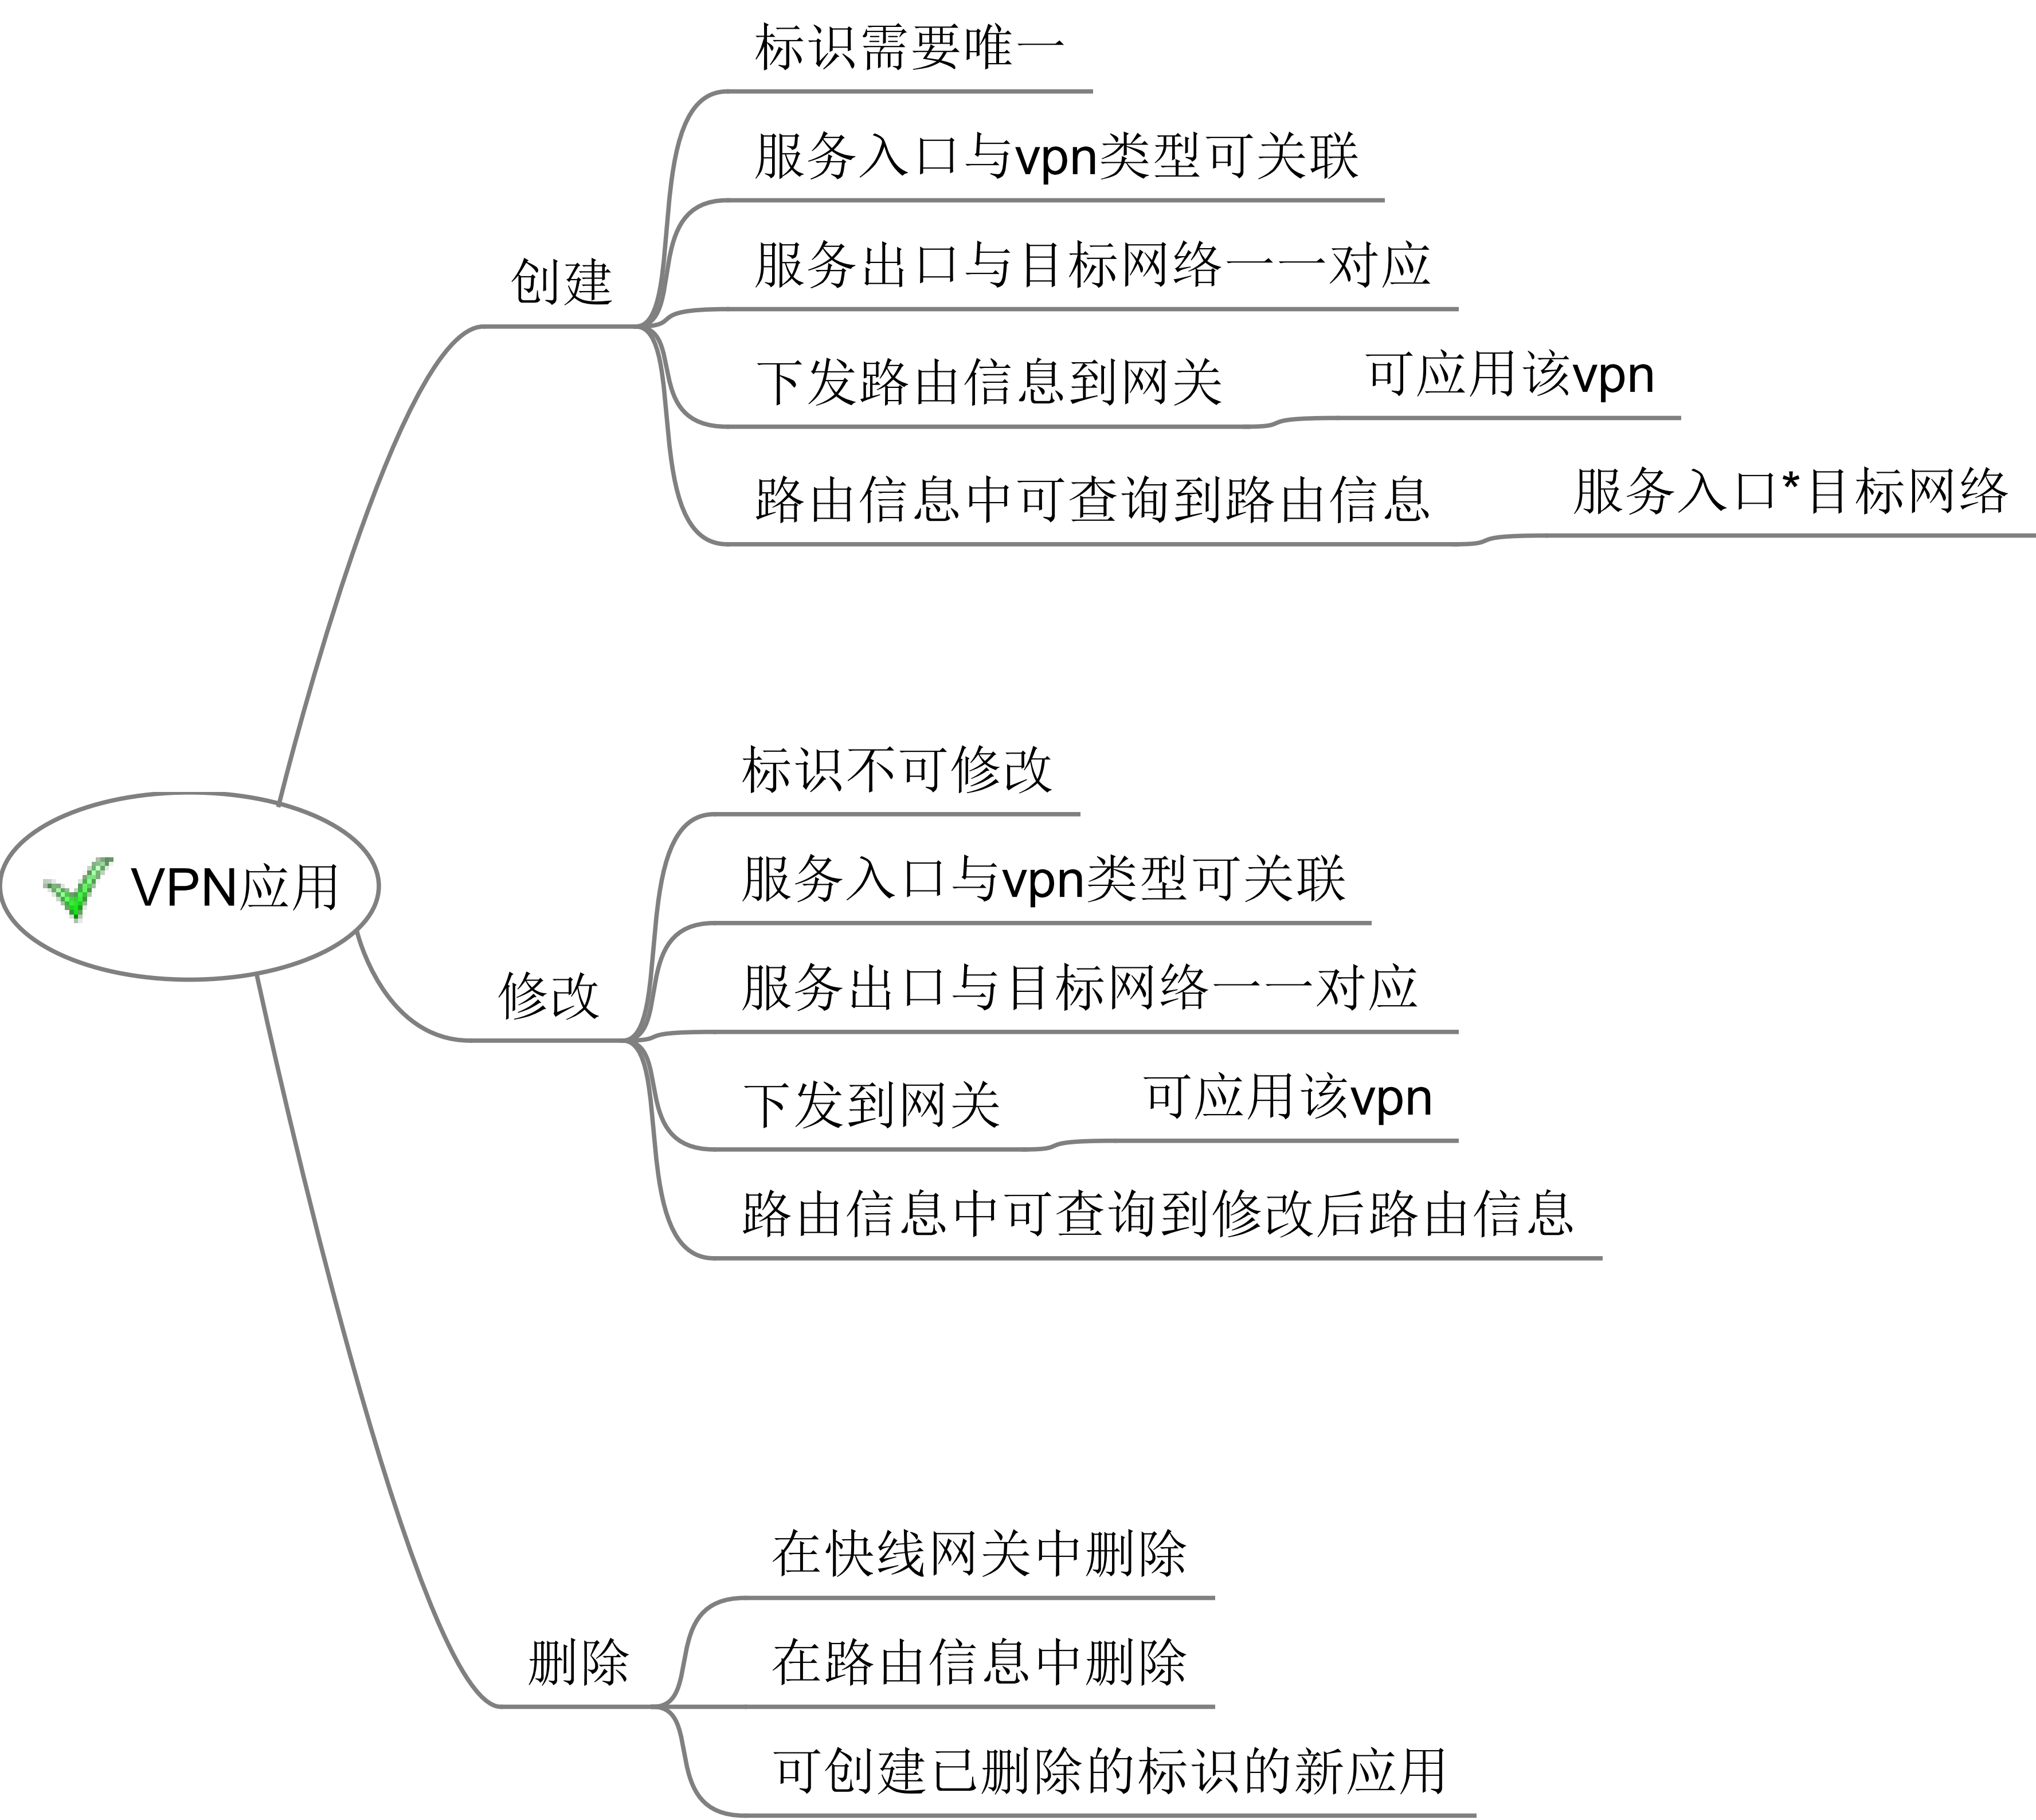 标识需要唯一
服务入口与vpn类型可关联
服务出口与目标网络一一对应
创建
下发路由信息到网关
可应用该vpn
路由信息中可查询到路由信息
服务入口*目标网络
标识不可修改
服务入口与vpn类型可关联
VPN应用
服务出口与目标网络一一对应
修改
下发到网关
可应用该vpn
路由信息中可查询到修改后路由信息
在快线网关中删除
在路由信息中删除
删除
可创建已删除的标识的新应用